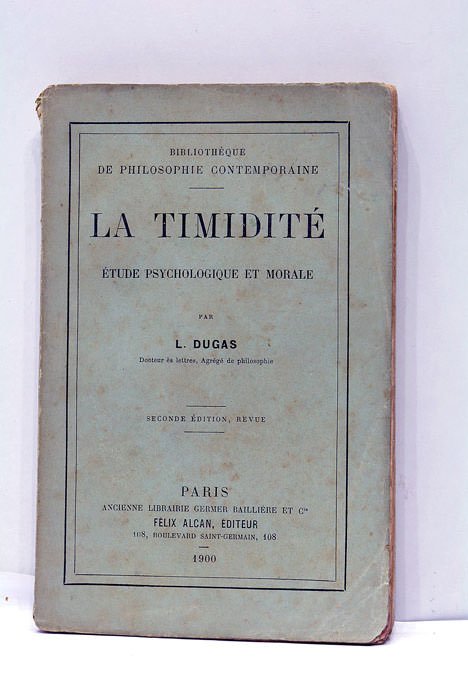 BIBLIOTHÈQUE
DE PHILOSOPHIE CONTEMPORAINE
LA TIMIDITÉ
ÉTUDE PSYCHOLOGIQUE ET MORALE
PAR
L. DUGAS
Docteur ès lettres, Agrégé de philosophie
SECONDE ÉDITION, REVUE
PARIS
ANCIENNE LIBRAIRIE GERMER BAILLIÈRE ET Cie
FÉLIX ALCAN, ÉDITEUR
108, BOULEVARD SAINT-GERMAIN, 108
1900